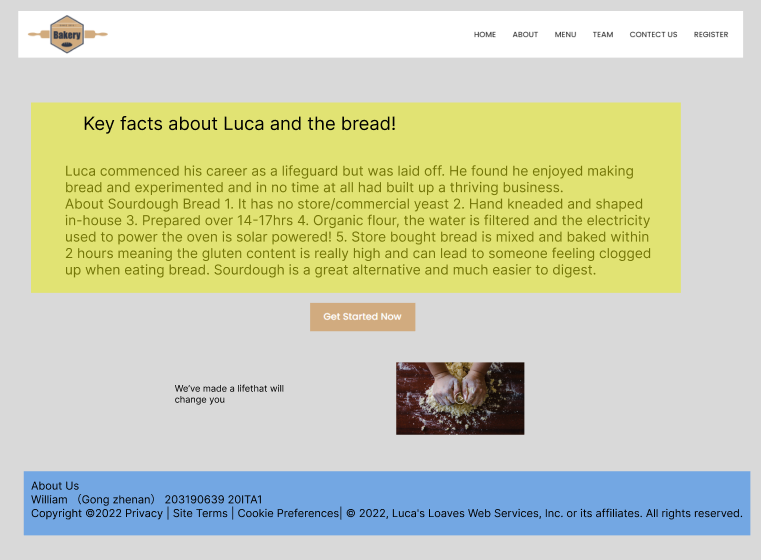 Bakery
HOME ABOUT MENU TEAM CONTECT US REGISTER
Key facts about Luca and the bread!
Luca commenced his career as a lifeguard but was laid off. He found he enjoyed making
bread and experimented and in no time at all had built up a thriving business.
About Sourdough Bread 1. It has no store/commercial yeast 2. Hand kneaded and shaped
in-house 3. Prepared over 14-17hrs 4. Organic flour, the water is filtered and the electricity
used to power the oven is solar powered! 5. Store bought bread is mixed and baked within
2 hours meaning the gluten content is really high and can lead to someone feeling clogged
up when eating bread. Sourdough is a great alternative and much easier to digest.
Get Started Now
We've made a lifethat will
change you
About Us
William （Gong zhenan） 203190639 20ITA1
Copyright ©2022 Privacy | Site Terms | Cookie Preferences| © 2022, Luca's Loaves Web Services, Inc. or its affiliates. All rights reserved.